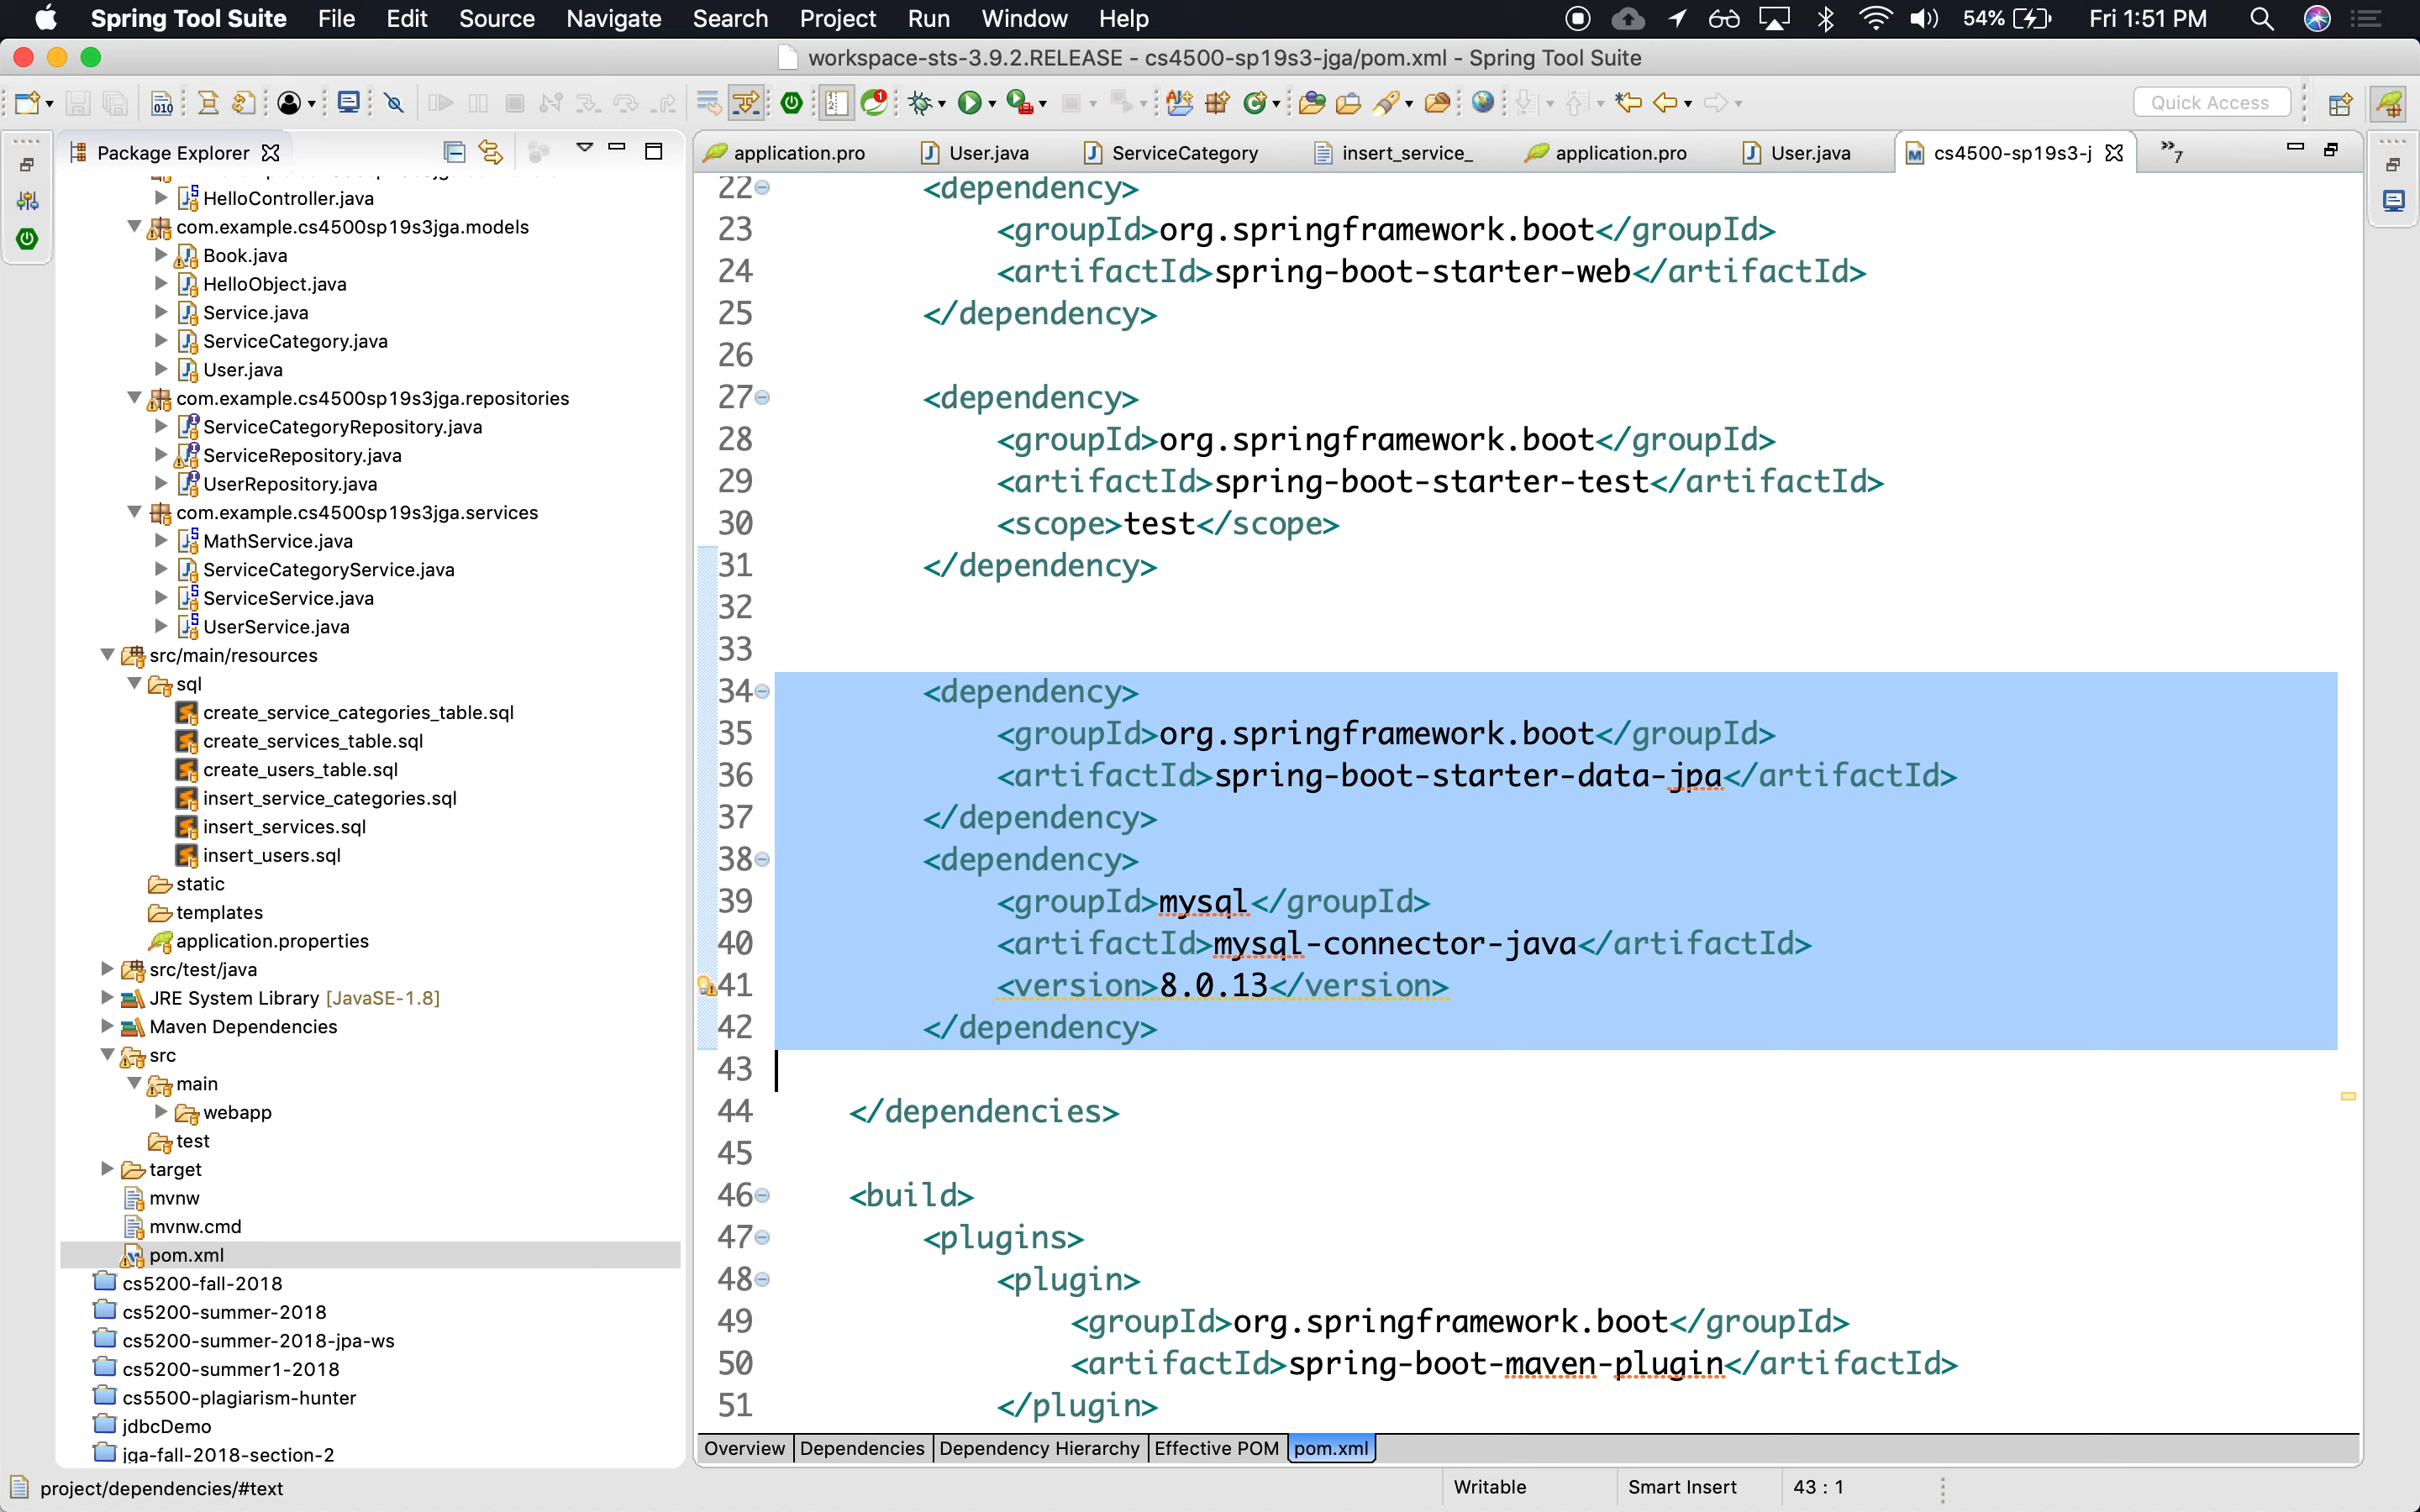 Spring Tool Suite File Edit Source Navigate Search Project Run Window Help 54% Fri 1:51 PM
workspace-sts-3.9.2.RELEASE - cs4500-sp19s3-jga/pom.xml - Spring Tool Suite
Quick Access
Package Explorer
HelloController.java
com.example.cs4500sp19s3jga.models
Book.java
HelloObject.java
Service.java
ServiceCategory.java
User.java
com.example.cs4500sp19s3jga.repositories
ServiceCategoryRepository.java
ServiceRepository.java
UserRepository.java
com.example.cs4500sp19s3jga.services
MathService.java
ServiceCategoryService.java
ServiceService.java
UserService.java
src/main/resources
sql
create_service_categories_table.sql
create_services_table.sql
create_users_table.sql
insert_service_categories.sql
insert_services.sql
insert_users.sql
static
templates
application.properties
src/test/java
JRE System Library [JavaSE-1.8]
Maven Dependencies
src
main
webapp
test
target
mvnw
mvnw.cmd
pom.xml
cs5200-fall-2018
cs5200-summer-2018
cs5200-summer-2018-jpa-ws
cs5200-summer1-2018
cs5500-plagiarism-hunter
jdbcDemo
jga-fall-2018-section-2
application.pro User.java ServiceCategory insert_service_ application.pro User.java cs4500-sp19s3-j »7
22 <dependency>
23 <groupId>org.springframework.boot</groupId>
24 <artifactId>spring-boot-starter-web</artifactId>
25 </dependency>
26
27 <dependency>
28 <groupId>org.springframework.boot</groupId>
29 <artifactId>spring-boot-starter-test</artifactId>
30 <scope>test</scope>
31 </dependency>
32
33
34 <dependency>
35 <groupId>org.springframework.boot</groupId>
36 <artifactId>spring-boot-starter-data-jpa</artifactId>
37 </dependency>
38 <dependency>
39 <groupId>mysql</groupId>
40 <artifactId>mysql-connector-java</artifactId>
41 <version>8.0.13</version>
42 </dependency>
43
44 </dependencies>
45
46 <build>
47 <plugins>
48 <plugin>
49 <groupId>org.springframework.boot</groupId>
50 <artifactId>spring-boot-maven-plugin</artifactId>
51 </plugin>
Overview Dependencies Dependency Hierarchy Effective POM pom.xml
project/dependencies/#text Writable Smart Insert 43 : 1